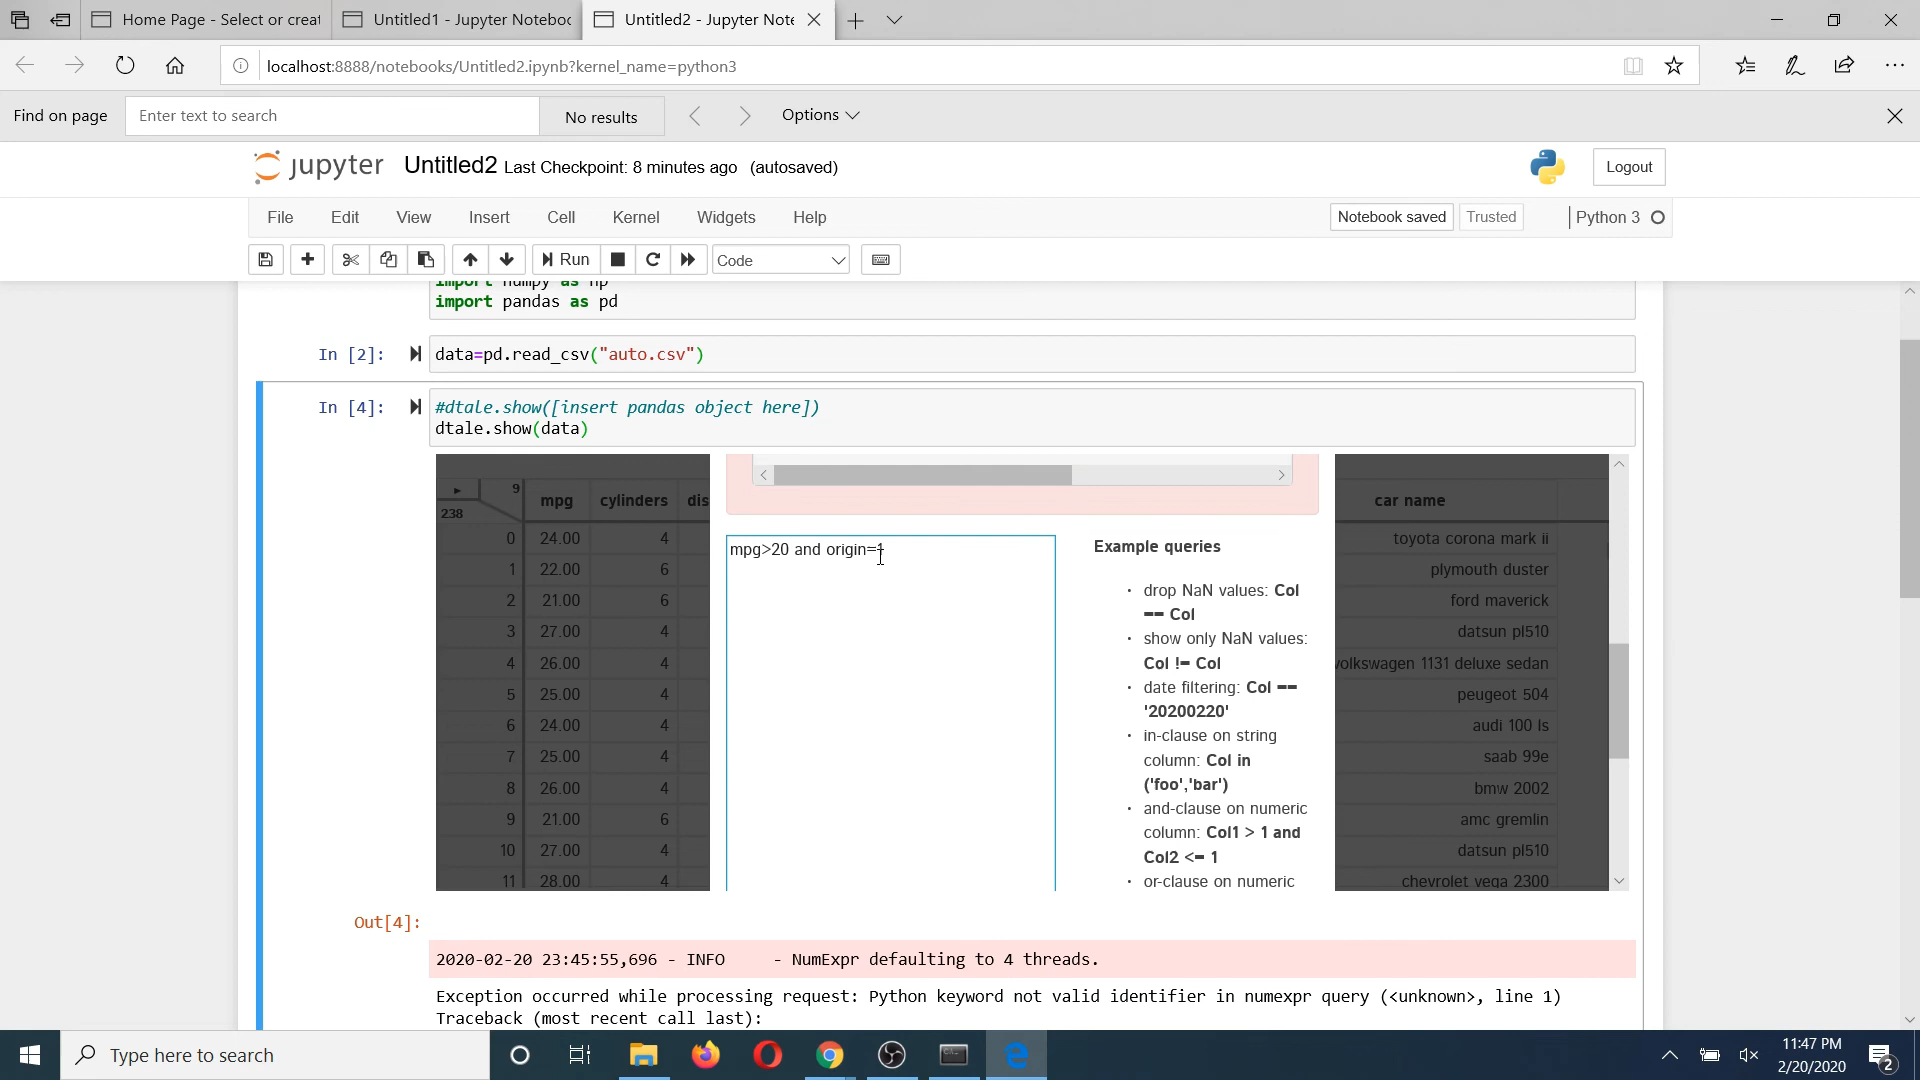 Home Page - Select or creat
Untitled1 - Jupyter Noteboo
Untitled2 - Jupyter Note
localhost:8888/notebooks/Untitled2.ipynb?kernel_name=python3
Find on page
Enter text to search
No results
Options
jupyter
Untitled2 Last Checkpoint: 8 minutes ago (autosaved)
Logout
File
Edit
View
Insert
Cell
Kernel
Widgets
Help
Notebook saved
Trusted
Python 3
Run
Code
import numpy as np
import pandas as pd
In [2]:
data=pd.read_csv("auto.csv")
In [4]:
#dtale.show([insert pandas object here])
dtale.show(data)
9
238
mpg
cylinders
dis
car name
0 24.00 4
toyota corona mark ii
1 22.00 6
plymouth duster
2 21.00 6
ford maverick
3 27.00 4
datsun pl510
4 26.00 4
volkswagen 1131 deluxe sedan
5 25.00 4
peugeot 504
6 24.00 4
audi 100 ls
7 25.00 4
saab 99e
8 26.00 4
bmw 2002
9 21.00 6
amc gremlin
10 27.00 4
datsun pl510
11 28.00 4
chevrolet vega 2300
mpg>20 and origin=1
Example queries
· drop NaN values: Col
== Col
· show only NaN values:
Col != Col
· date filtering: Col ==
'20200220'
· in-clause on string
column: Col in
('foo','bar')
· and-clause on numeric
column: Col1 > 1 and
Col2 <= 1
· or-clause on numeric
Out[4]:
2020-02-20 23:45:55,696 - INFO     - NumExpr defaulting to 4 threads.
Exception occurred while processing request: Python keyword not valid identifier in numexpr query (<unknown>, line 1)
Traceback (most recent call last):
Type here to search
11:47 PM
2/20/2020
2